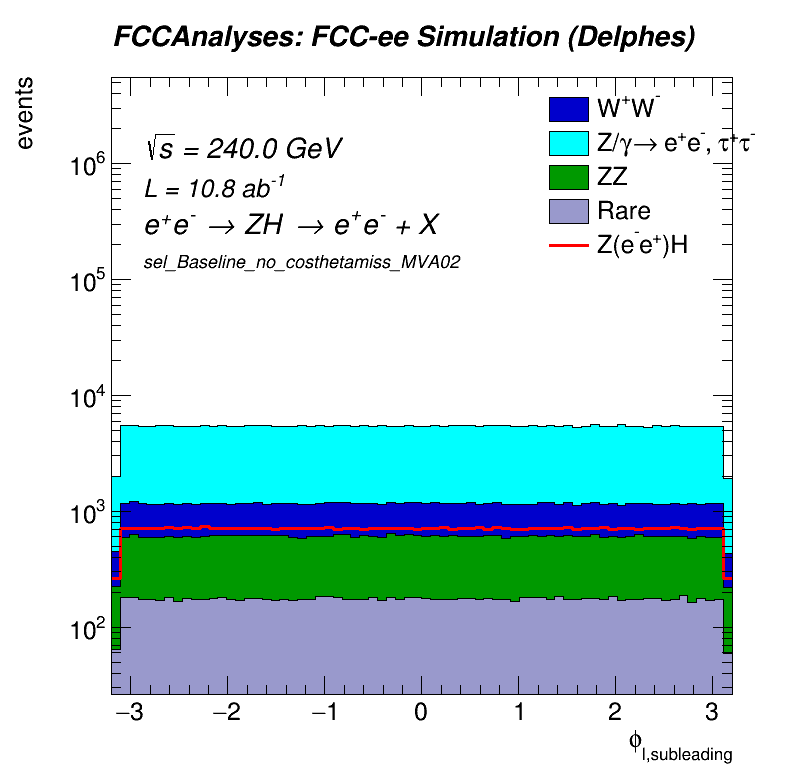 FCCAnalyses: FCC-ee Simulation (Delphes)
events
W⁺W⁻
Z/γ→ e⁺e⁻, τ⁺τ⁻
ZZ
Rare
Z(e⁻e⁺)H
√s = 240.0 GeV
L = 10.8 ab⁻¹
e⁺e⁻ → ZH → e⁺e⁻ + X
sel_Baseline_no_costhetamiss_MVA02
10⁶
10⁵
10⁴
10³
10²
−3 −2 −1 0 1 2 3
ϕ_l,subleading